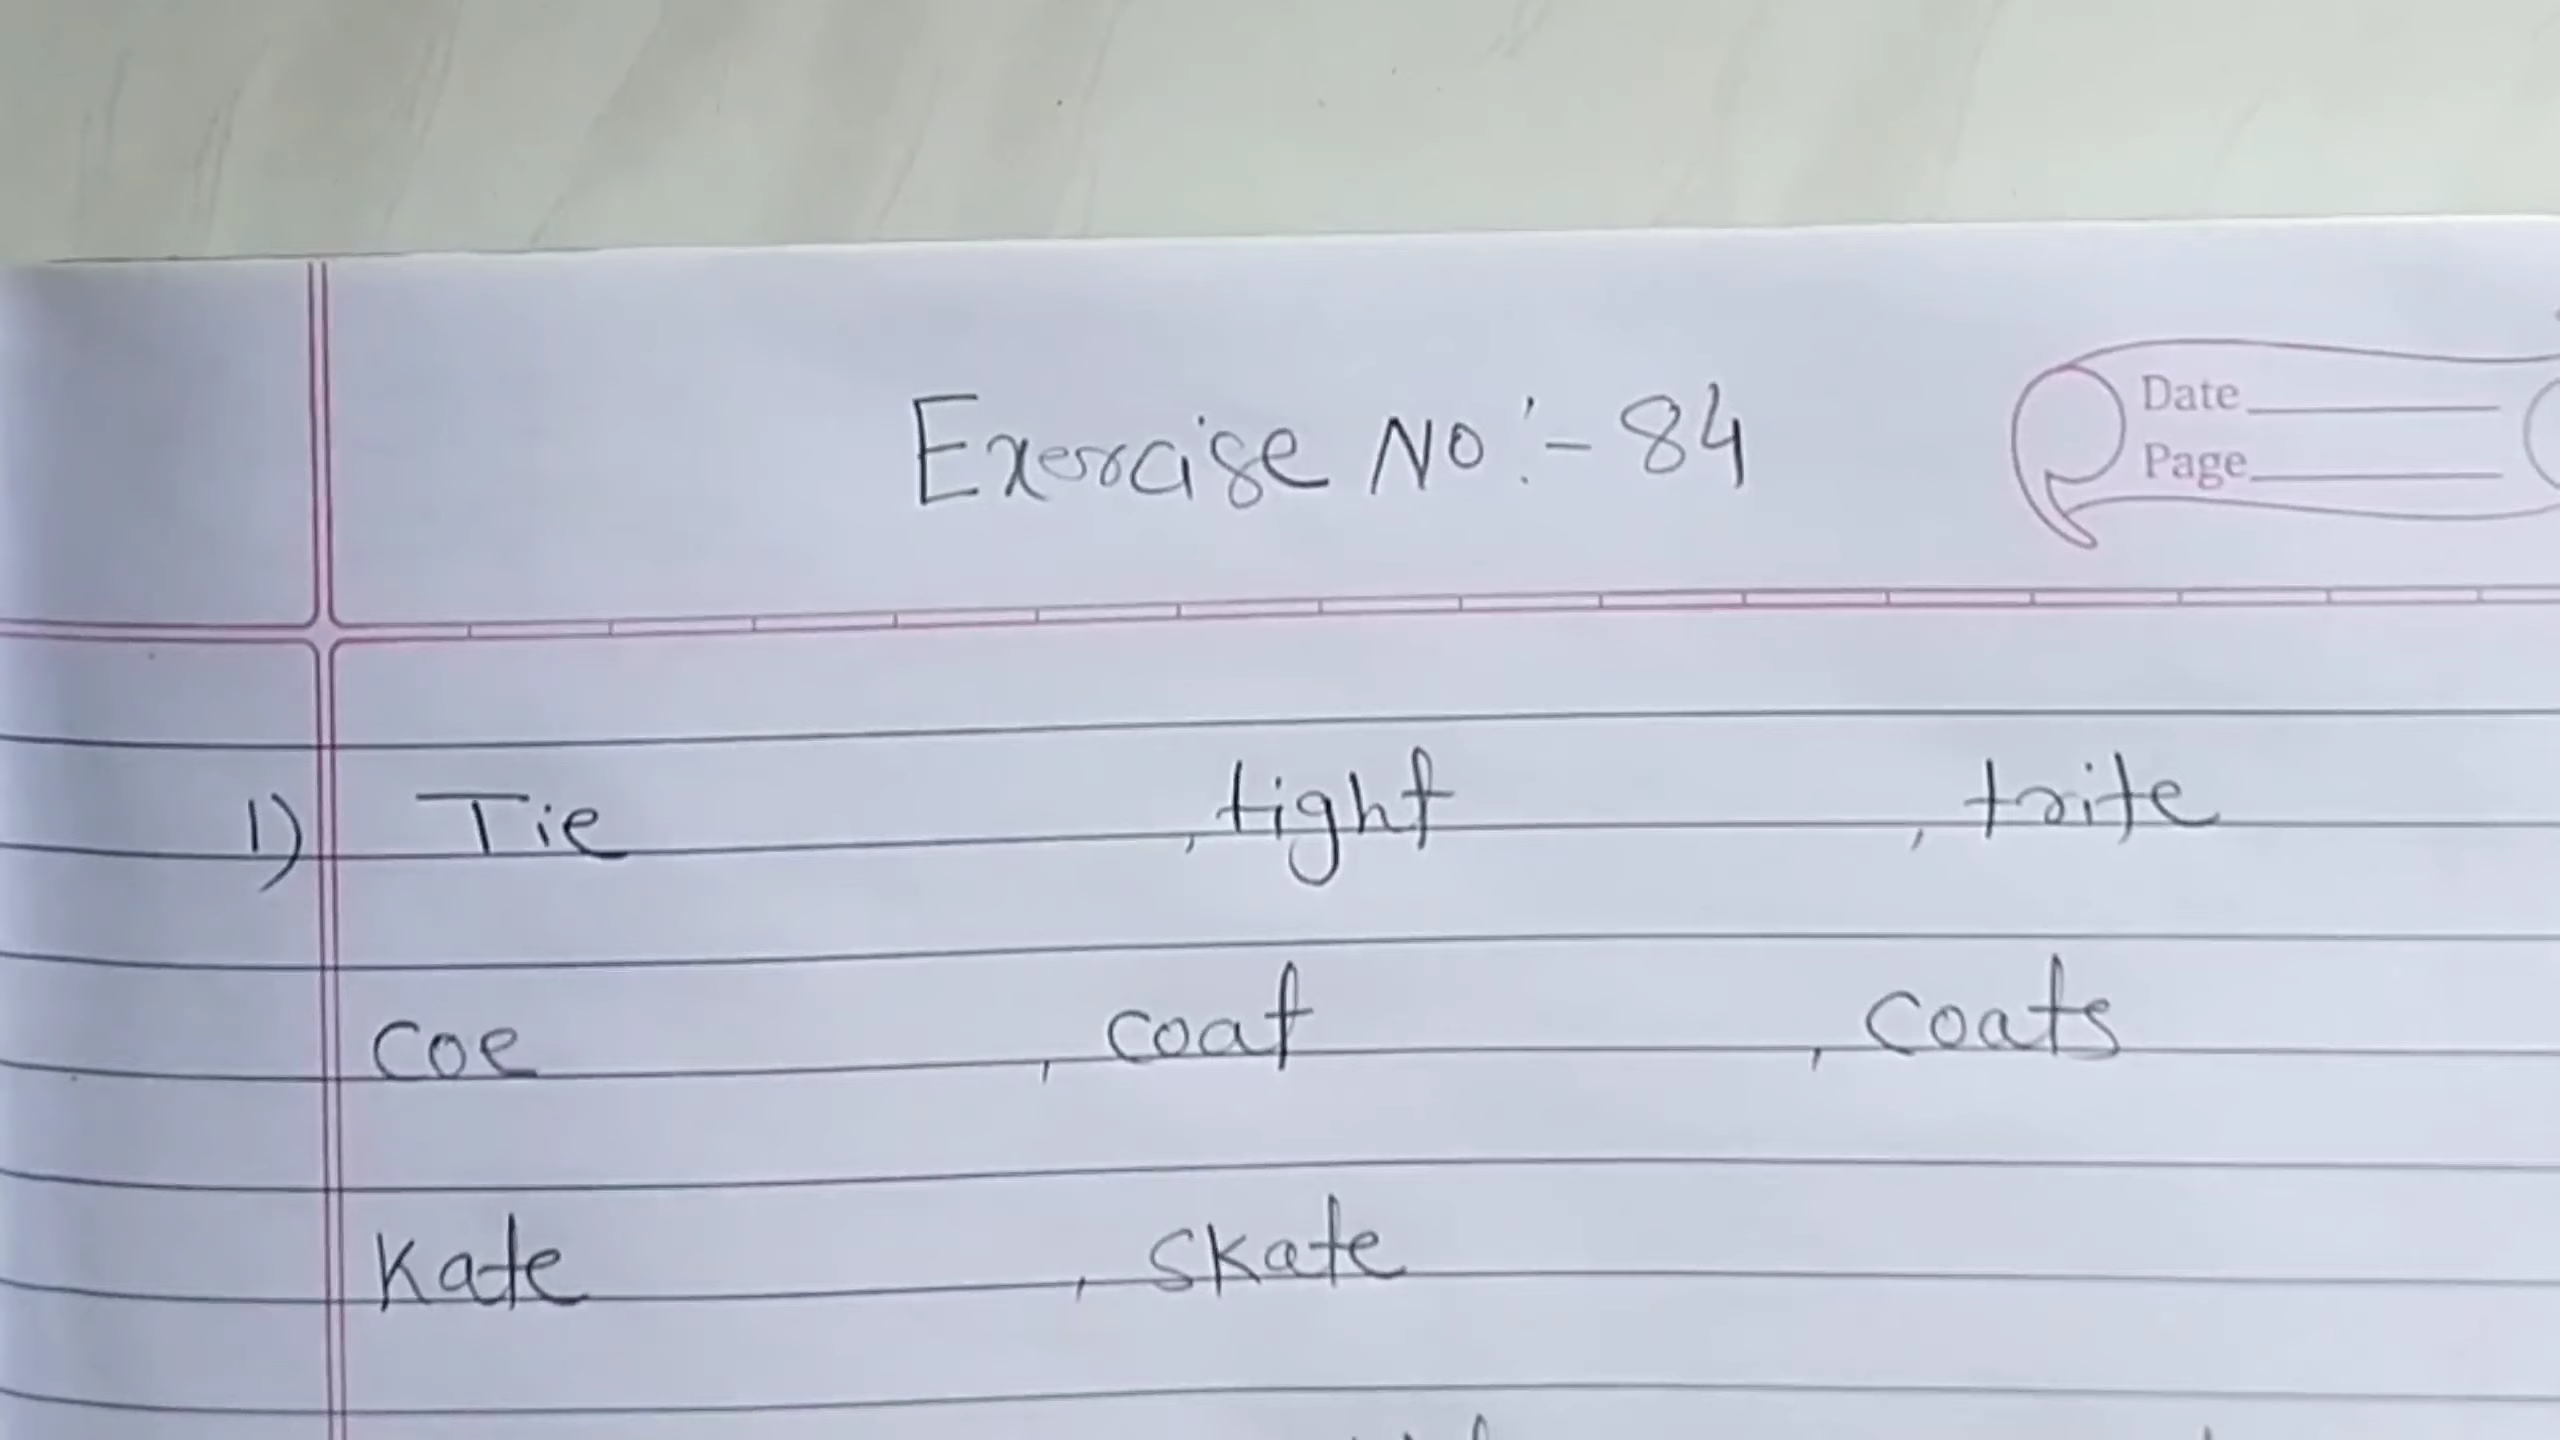 Exercise No :- 84
Date
Page
1) Tie , tight , trite
coe , coat , coats
Kate , skate